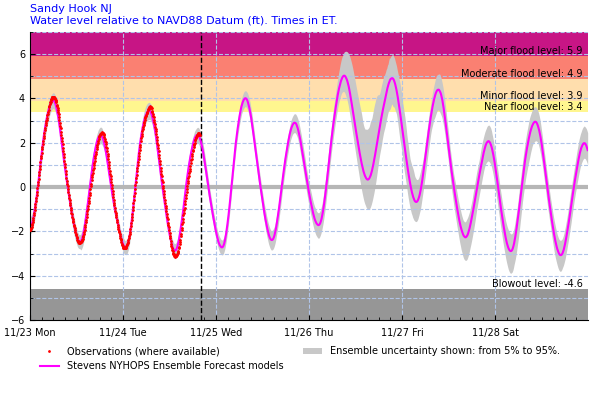 Sandy Hook NJ
Water level relative to NAVD88 Datum (ft). Times in ET.
Major flood level: 5.9
Moderate flood level: 4.9
Minor flood level: 3.9
Near flood level: 3.4
Blowout level: -4.6
6
4
2
0
−2
−4
−6
11/23 Mon
11/24 Tue
11/25 Wed
11/26 Thu
11/27 Fri
11/28 Sat
Observations (where available)
Ensemble uncertainty shown: from 5% to 95%.
Stevens NYHOPS Ensemble Forecast models